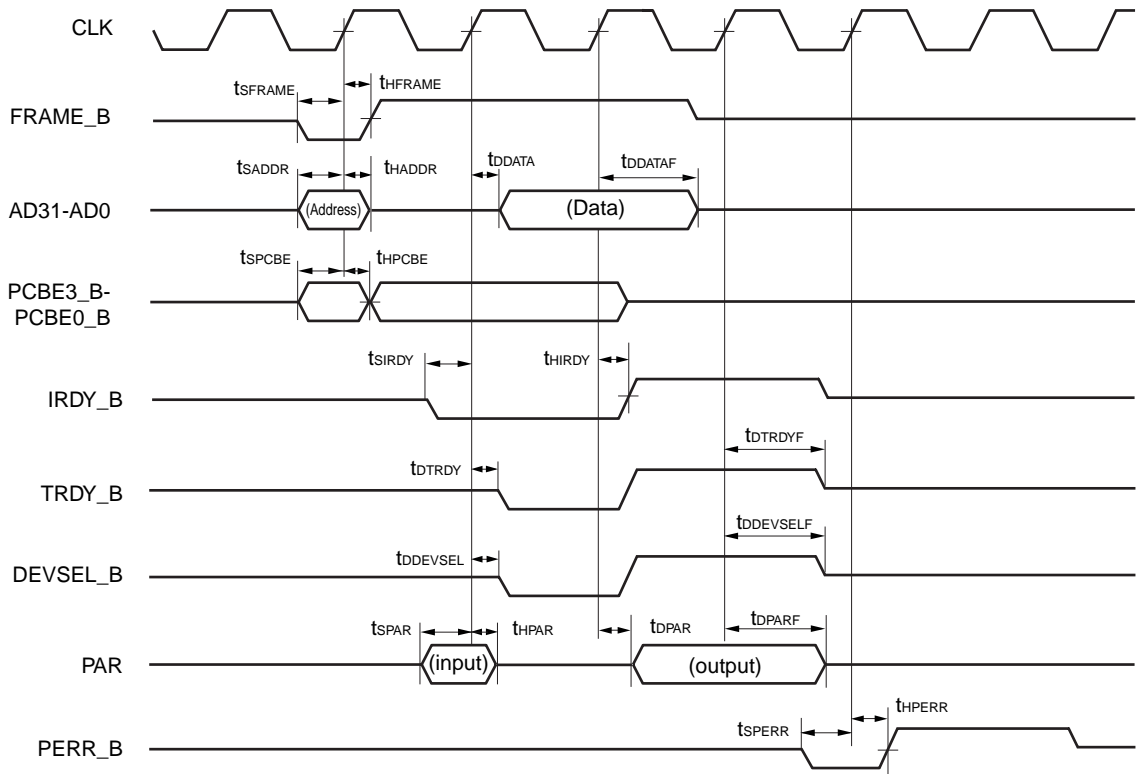 CLK
tSFRAME
tHFRAME
FRAME_B
tSADDR
tHADDR
tDDATA
tDDATAF
AD31-AD0
(Address)
(Data)
tSPCBE
tHPCBE
PCBE3_B-
PCBE0_B
tSIRDY
tHIRDY
IRDY_B
tDTRDYF
tDTRDY
TRDY_B
tDDEVSELF
tDDEVSEL
DEVSEL_B
tSPAR
tHPAR
tDPAR
tDPARF
PAR
(input)
(output)
tHPERR
tSPERR
PERR_B